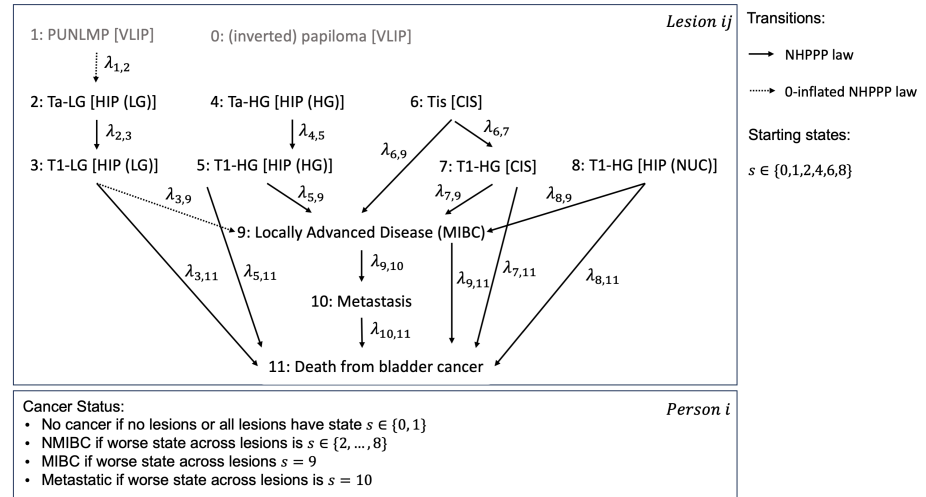 Lesion ij
Transitions:
1: PUNLMP [VLIP]
0: (inverted) papiloma [VLIP]
NHPPP law
λ1,2
0-inflated NHPPP law
2: Ta-LG [HIP (LG)]
4: Ta-HG [HIP (HG)]
6: Tis [CIS]
λ2,3
λ4,5
λ6,7
Starting states:
λ6,9
3: T1-LG [HIP (LG)]
5: T1-HG [HIP (HG)]
7: T1-HG [CIS]
8: T1-HG [HIP (NUC)]
s ∈ {0,1,2,4,6,8}
λ3,9
λ5,9
λ7,9
λ8,9
9: Locally Advanced Disease (MIBC)
λ3,11
λ5,11
λ9,10
λ9,11
λ7,11
λ8,11
10: Metastasis
λ10,11
11: Death from bladder cancer
Cancer Status:
Person i
• No cancer if no lesions or all lesions have state s ∈ {0, 1}
• NMIBC if worse state across lesions is s ∈ {2, … , 8}
• MIBC if worse state across lesions s = 9
• Metastatic if worse state across lesions is s = 10